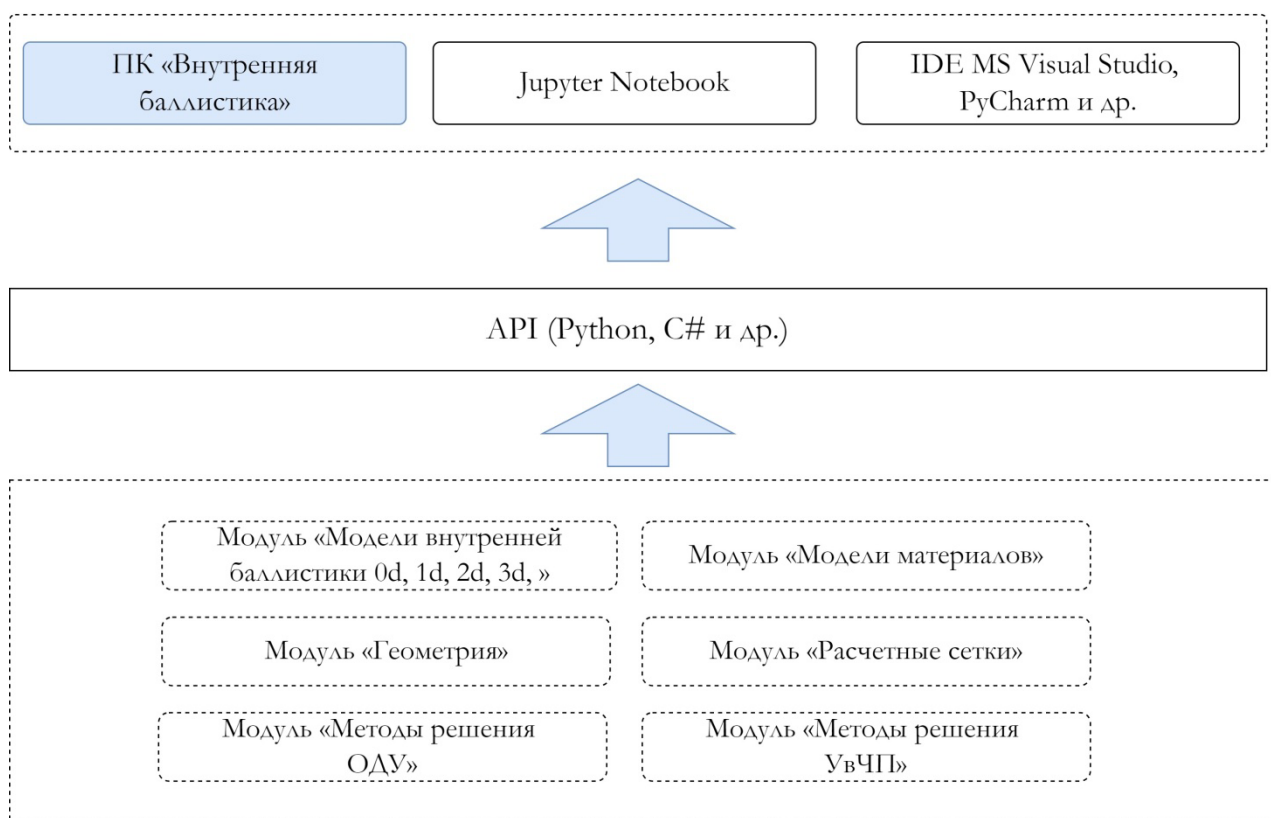 ПК «Внутренняя
баллистика»
Jupyter Notebook
IDE MS Visual Studio,
PyCharm и др.
API (Python, C# и др.)
Модуль «Модели внутренней
баллистики 0d, 1d, 2d, 3d, »
Модуль «Модели материалов»
Модуль «Геометрия»
Модуль «Расчетные сетки»
Модуль «Методы решения
ОДУ»
Модуль «Методы решения
УвЧП»